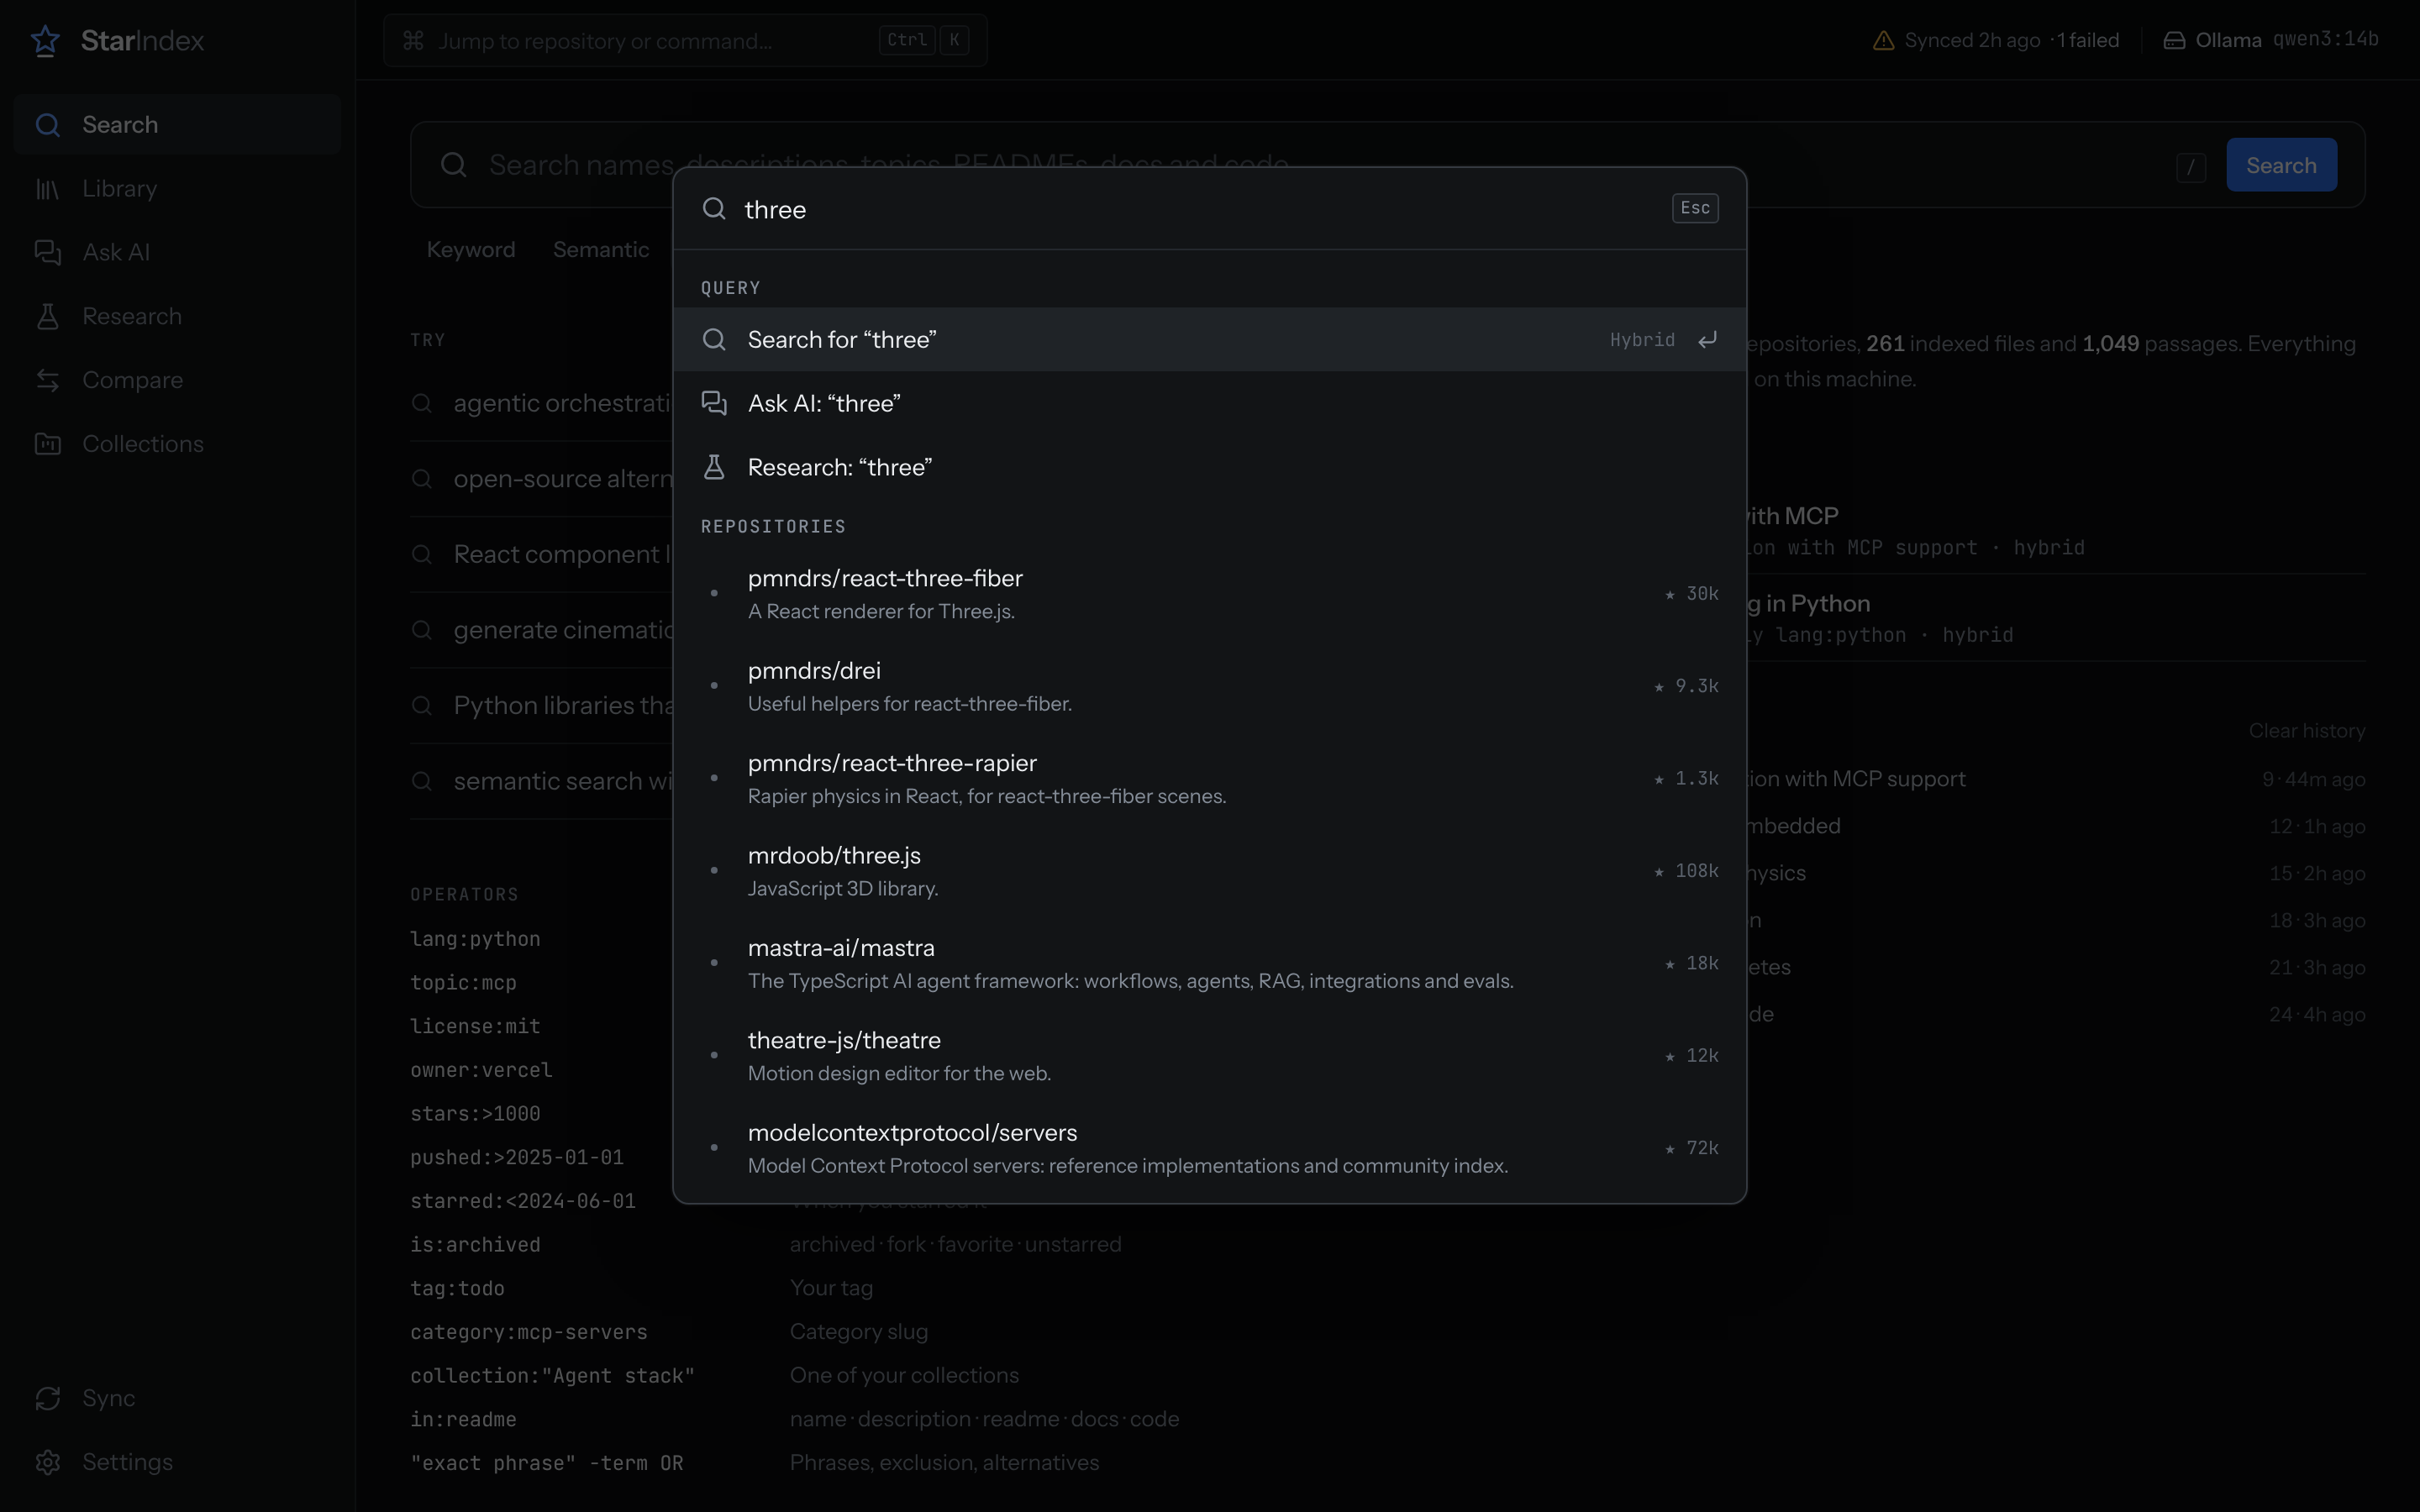 StarIndex
Jump to repository or command...
Ctrl K
Synced 2h ago · 1 failed
Ollama qwen3:14b
Search
Library
Ask AI
Research
Compare
Collections
Sync
Settings
Search names, descriptions, topics, READMEs, docs and code
/
Search
Keyword Semantic
TRY
agentic orchestrati
open-source altern
React component l
generate cinematic
Python libraries tha
semantic search wi
OPERATORS
lang:python
topic:mcp
license:mit
owner:vercel
stars:>1000
pushed:>2025-01-01
starred:<2024-06-01 When you starred it
is:archived archived · fork · favorite · unstarred
tag:todo Your tag
category:mcp-servers Category slug
collection:"Agent stack" One of your collections
in:readme name · description · readme · docs · code
"exact phrase" -term OR Phrases, exclusion, alternatives
three
Esc
QUERY
Search for “three” Hybrid
Ask AI: “three”
Research: “three”
REPOSITORIES
pmndrs/react-three-fiber
A React renderer for Three.js.
★ 30k
pmndrs/drei
Useful helpers for react-three-fiber.
★ 9.3k
pmndrs/react-three-rapier
Rapier physics in React, for react-three-fiber scenes.
★ 1.3k
mrdoob/three.js
JavaScript 3D library.
★ 108k
mastra-ai/mastra
The TypeScript AI agent framework: workflows, agents, RAG, integrations and evals.
★ 18k
theatre-js/theatre
Motion design editor for the web.
★ 12k
modelcontextprotocol/servers
Model Context Protocol servers: reference implementations and community index.
★ 72k
epositories, 261 indexed files and 1,049 passages. Everything
on this machine.
ith MCP
on with MCP support · hybrid
g in Python
y lang:python · hybrid
Clear history
ion with MCP support 9 · 44m ago
mbedded 12 · 1h ago
hysics 15 · 2h ago
n 18 · 3h ago
etes 21 · 3h ago
de 24 · 4h ago